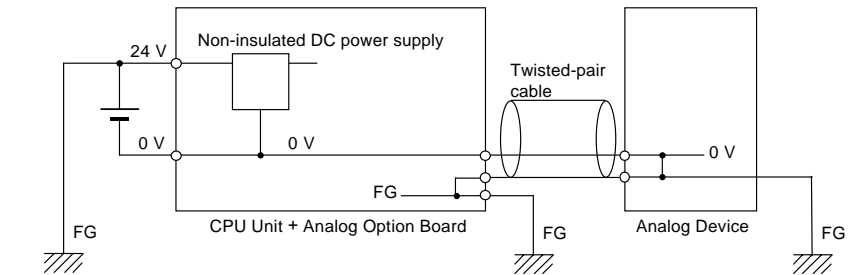 Non-insulated DC power supply
24 V
Twisted-pair
cable
0 V
0 V
0 V
FG
CPU Unit + Analog Option Board
Analog Device
FG
FG
FG